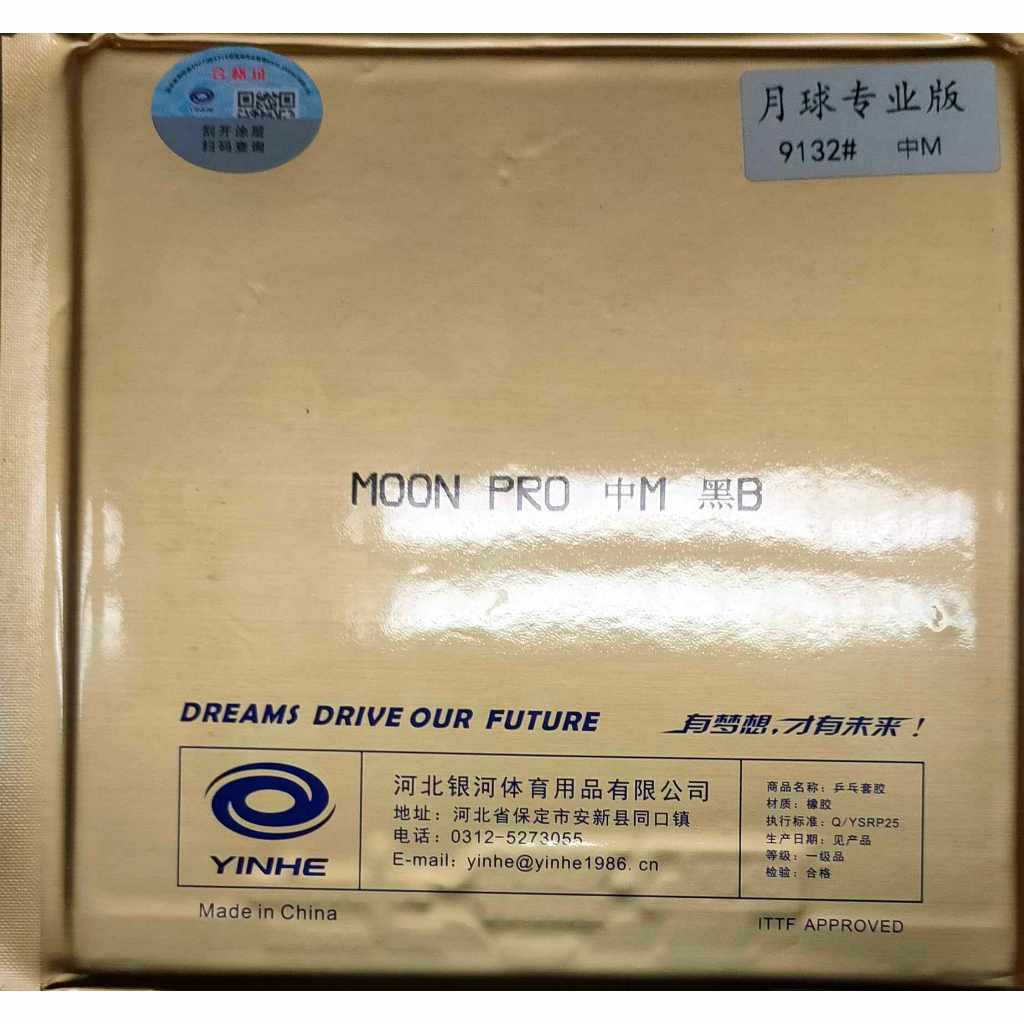 合格证
YINHE
刮开涂层
扫码查询
月球专业版
9132# 中M
MOON PRO 中M 黑B
DREAMS DRIVE OUR FUTURE
有梦想,才有未来!
YINHE
河北银河体育用品有限公司
地址：河北省保定市安新县同口镇
电话：0312-5273055
E-mail：yinhe@yinhe1986.cn
商品名称：乒乓套胶
材质：橡胶
执行标准：Q/YSRP25
生产日期：见产品
等级：一级品
检验：合格
Made in China
ITTF APPROVED